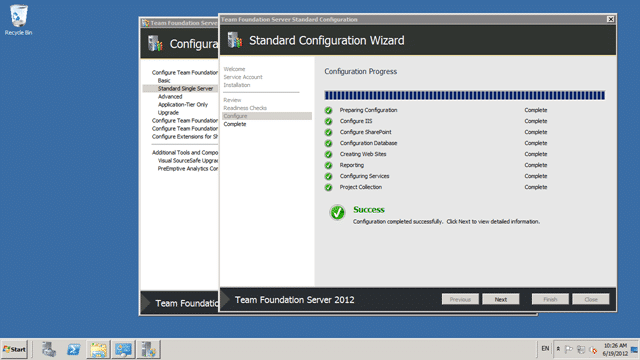 Recycle Bin
Team Foundation Server
Configura
Configure Team Foundation
Basic
Standard Single Server
Advanced
Application-Tier Only
Upgrade
Configure Team Foundation
Configure Team Foundation
Configure Extensions for Sh
Additional Tools and Compo
Visual SourceSafe Upgra
PreEmptive Analytics Co
Team Foundatio
Team Foundation Server Standard Configuration
Standard Configuration Wizard
Welcome
Service Account
Installation
Review
Readiness Checks
Configure
Complete
Configuration Progress
Preparing Configuration Complete
Configure IIS Complete
Configure SharePoint Complete
Configuration Database Complete
Creating Web Sites Complete
Reporting Complete
Configuring Services Complete
Project Collection Complete
Success
Configuration completed successfully. Click Next to view detailed information.
Team Foundation Server 2012
Previous Next Finish Close
Start
EN
10:26 AM
6/19/2012